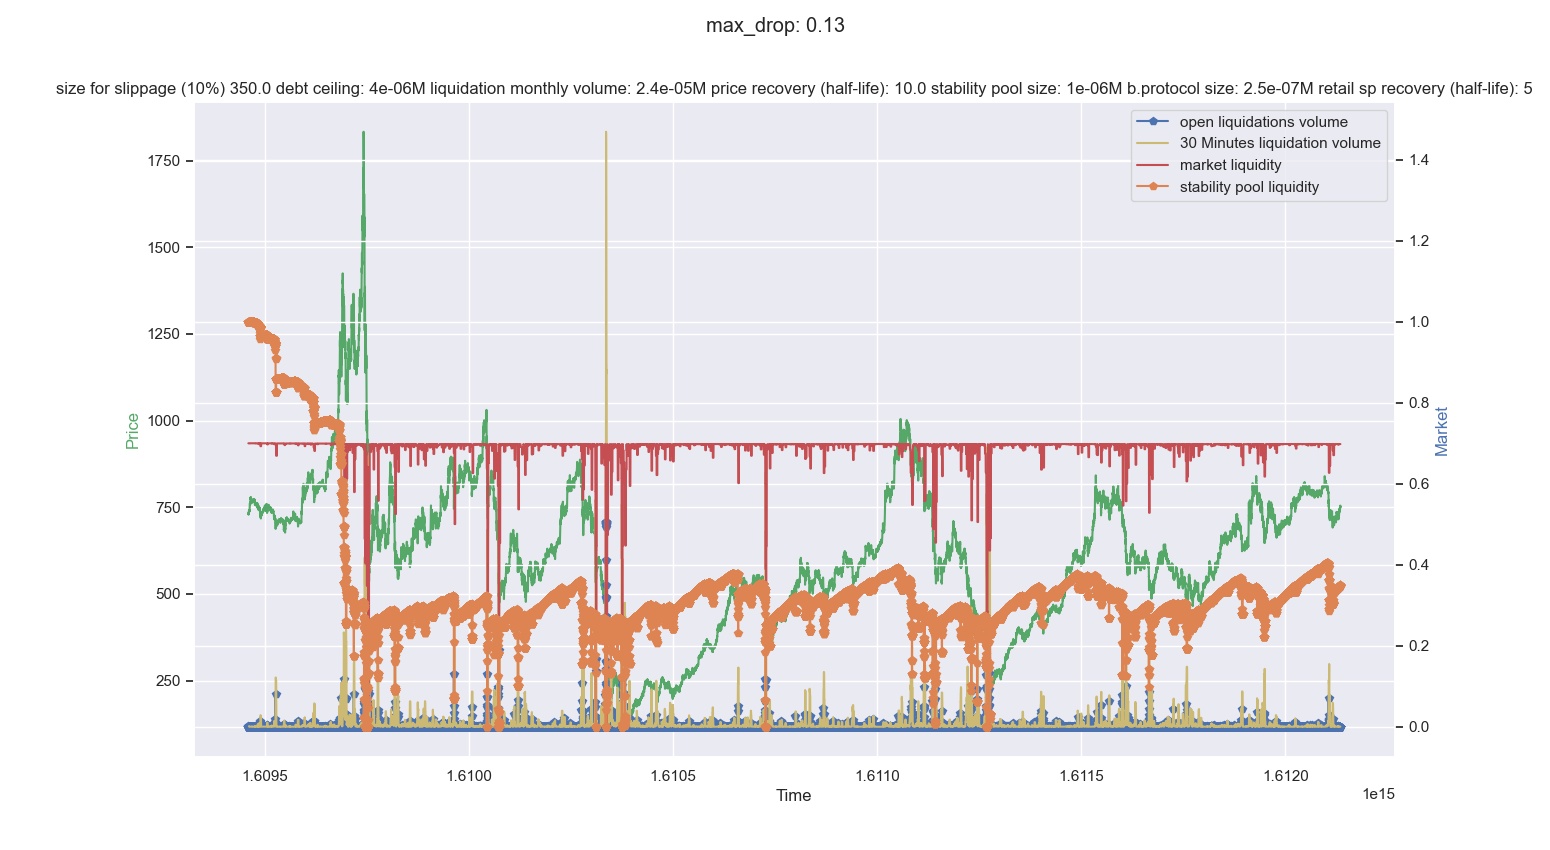 max_drop: 0.13
size for slippage (10%) 350.0 debt ceiling: 4e-06M liquidation monthly volume: 2.4e-05M price recovery (half-life): 10.0 stability pool size: 1e-06M b.protocol size: 2.5e-07M retail sp recovery (half-life): 5
open liquidations volume
30 Minutes liquidation volume
market liquidity
stability pool liquidity
1750
1500
1250
1000
750
500
250
Price
1.4
1.2
1.0
0.8
0.6
0.4
0.2
0.0
Market
1.6095
1.6100
1.6105
1.6110
1.6115
1.6120
Time
1e15